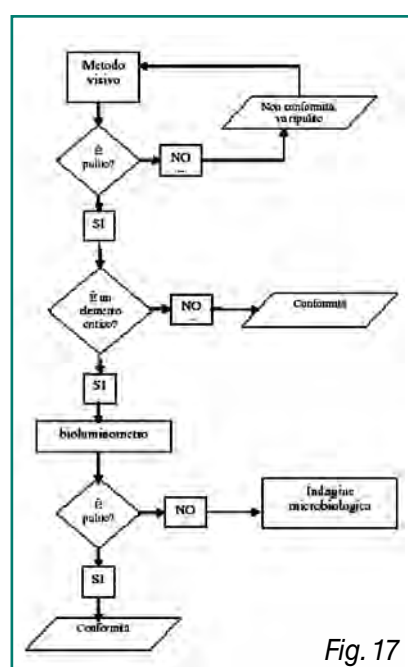 Metodo
visivo
Non conformità,
va ripulito
È
pulito?
NO
SI
È un
elemento
critico?
NO
Conformità
SI
bioluminometro
È
pulito?
NO
Indagine
microbiologica
SI
Conformità
Fig. 17